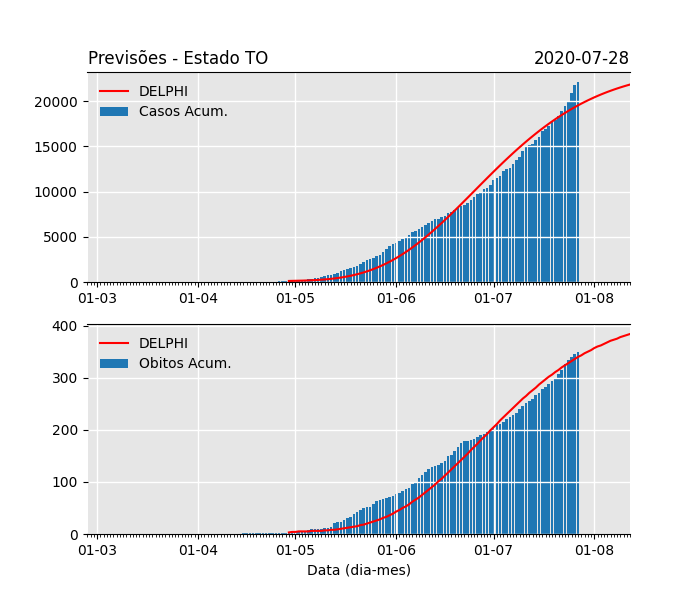 Previsões - Estado TO 2020-07-28
DELPHI
Casos Acum.
20000
15000
10000
5000
0
01-03 01-04 01-05 01-06 01-07 01-08
DELPHI
Obitos Acum.
400
300
200
100
0
01-03 01-04 01-05 01-06 01-07 01-08
Data (dia-mes)